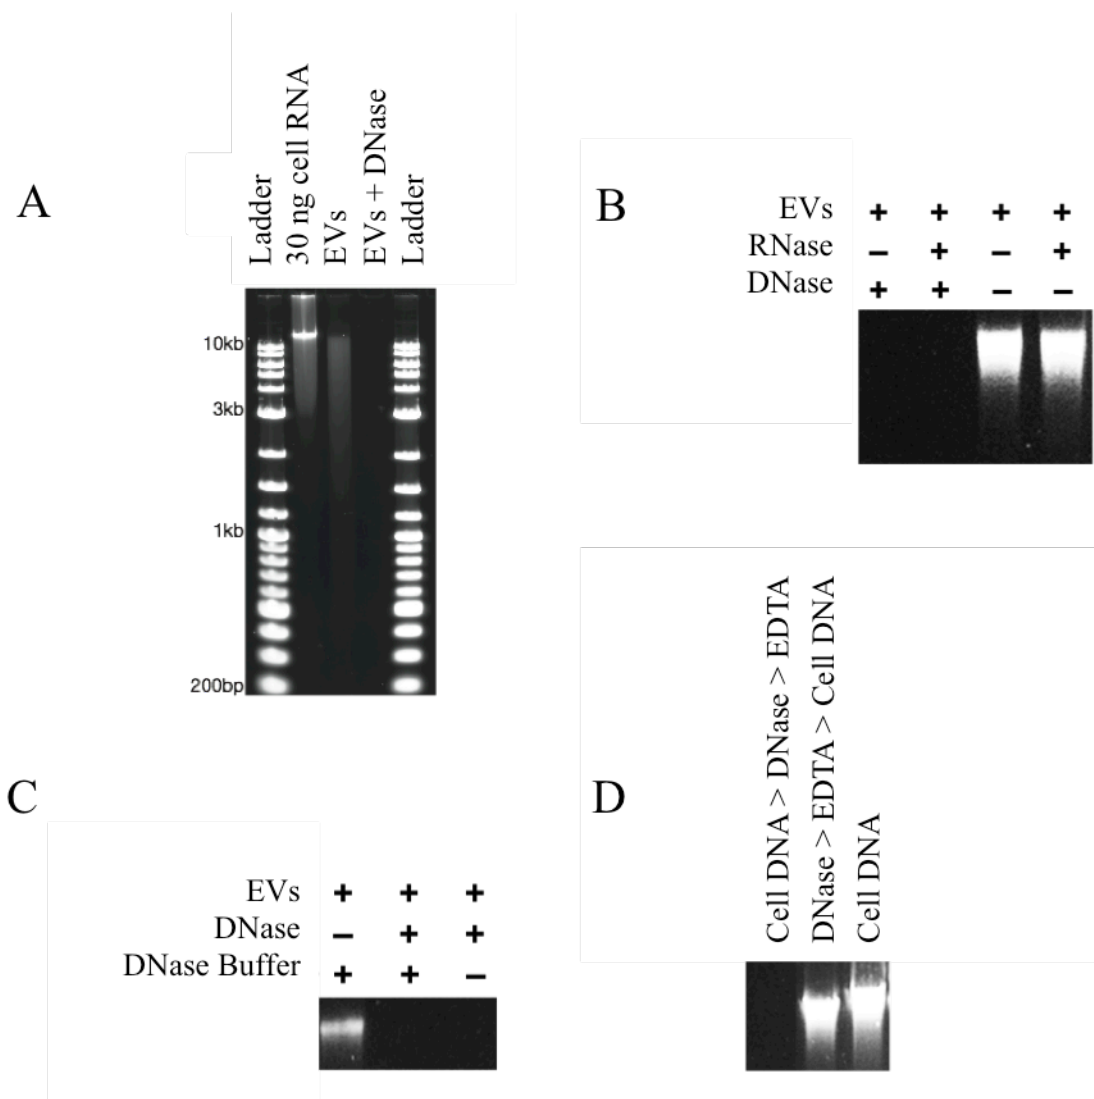 A
Ladder
30 ng cell RNA
EVs
EVs + DNase
Ladder
10kb
3kb
1kb
200bp
B
EVs + + + +
RNase – + – +
DNase + + – –
C
EVs + + +
DNase – + +
DNase Buffer + + –
D
Cell DNA > DNase > EDTA
DNase > EDTA > Cell DNA
Cell DNA